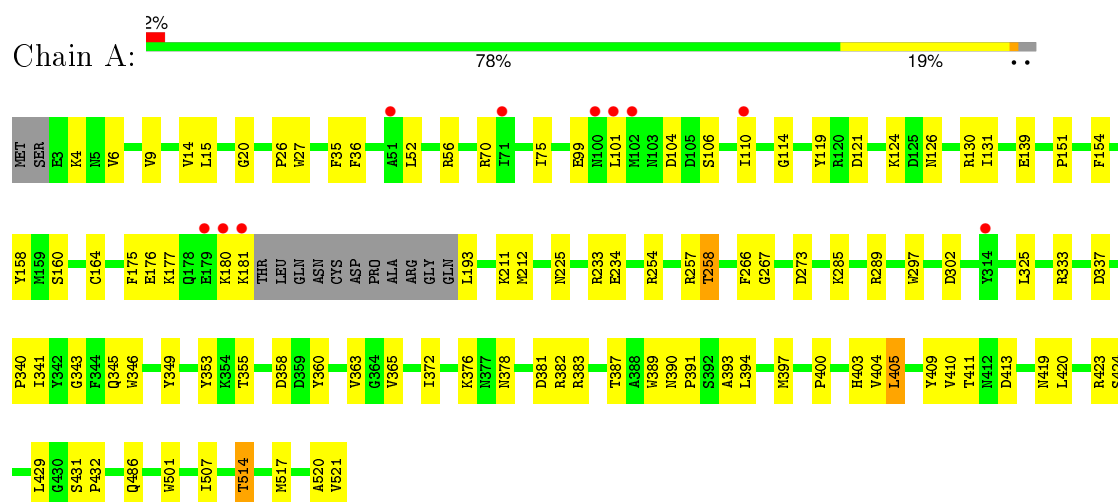 2%
Chain A:
78% 19% ••
MET SER E3 K4 N5 V6 V9 V14 L15 G20 P26 W27 F35 F36 A51 L52 R56 R70 I71 I75 E99 N100 L101 M102 N103 D104 D105 S106 I110 G114 Y119 R120 D121 K124 D125 N126 R130 I131 E139 P151 F154
Y158 M159 S160 C164 F175 E176 K177 Q178 E179 K180 K181 THR LEU GLN ASN CYS ASP PRO ALA ARG GLY GLN L193 K211 M212 N225 R233 E234 R254 R257 T258 F266 G267 D273 K285 R289 W297 D302 Y314 L325 R333 D337
P340 I341 Y342 G343 F344 Q345 W346 Y349 Y353 K354 T355 D358 D359 Y360 V363 G364 V365 I372 K376 N377 N378 D381 R382 R383 T387 A388 W389 N390 P391 S392 A393 L394 M397 P400 H403 V404 L405 Y409 V410 T411 N412 D413 N419 L420 R423 S424
L429 G430 S431 P432 Q486 W501 I507 T514 M517 A520 V521